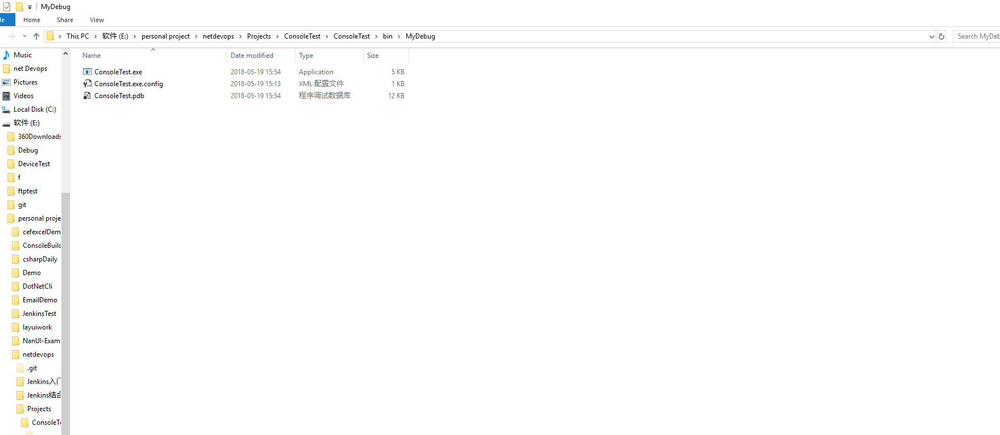 MyDebug
le Home Share View
This PC 软件 (E:) personal project netdevops Projects ConsoleTest ConsoleTest bin MyDebug Search MyDeb
Name Date modified Type Size
ConsoleTest.exe 2018-05-19 15:54 Application 5 KB
ConsoleTest.exe.config 2018-05-19 15:13 XML 配置文件 1 KB
ConsoleTest.pdb 2018-05-19 15:54 程序调试数据库 12 KB
Music
net Devops
Pictures
Videos
Local Disk (C:)
软件 (E:)
360Downloads
Debug
DeviceTest
f
ftptest
git
personal proje
cefexcelDem
ConsoleBuild
csharpDaily
Demo
DotNetCli
EmailDemo
JenkinsTest
layuiwork
NanUI-Exam
netdevops
.git
Jenkins入门
Jenkins结合
Projects
ConsoleTe